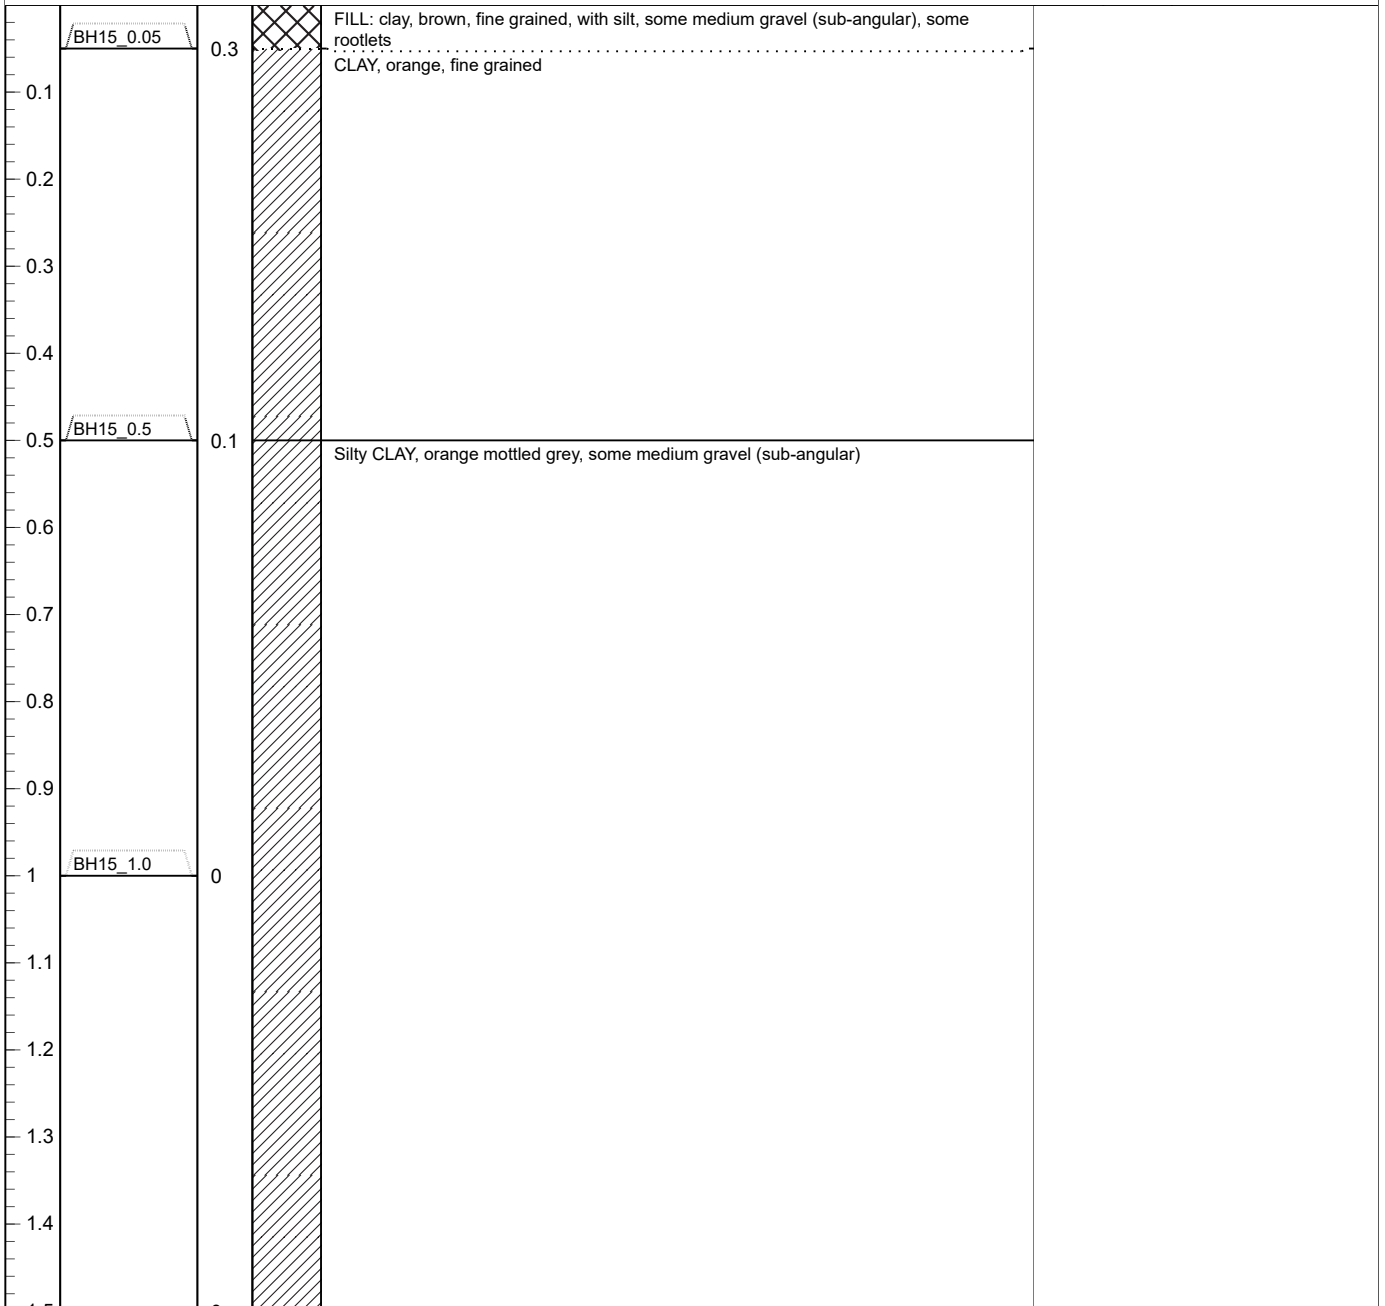 FILL: clay, brown, fine grained, with silt, some medium gravel (sub-angular), some
rootlets
BH15_0.05
0.3
CLAY, orange, fine grained
0.1
0.2
0.3
0.4
BH15_0.5
0.5
0.1
Silty CLAY, orange mottled grey, some medium gravel (sub-angular)
0.6
0.7
0.8
0.9
BH15_1.0
1
0
1.1
1.2
1.3
1.4